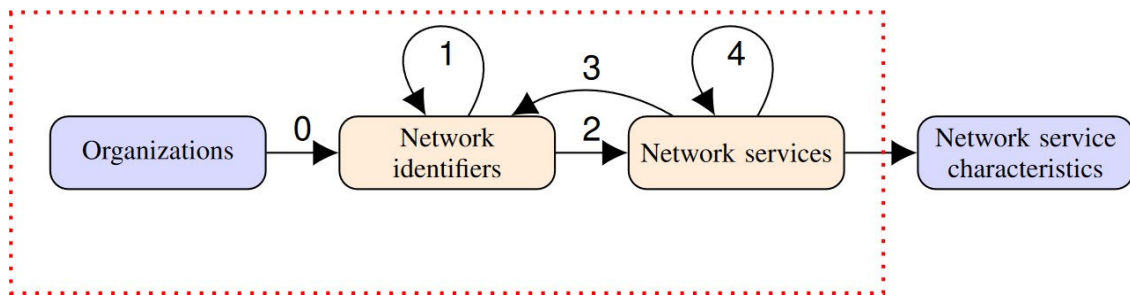 1
3
4
0
2
Organizations
Network
identifiers
Network services
Network service
characteristics